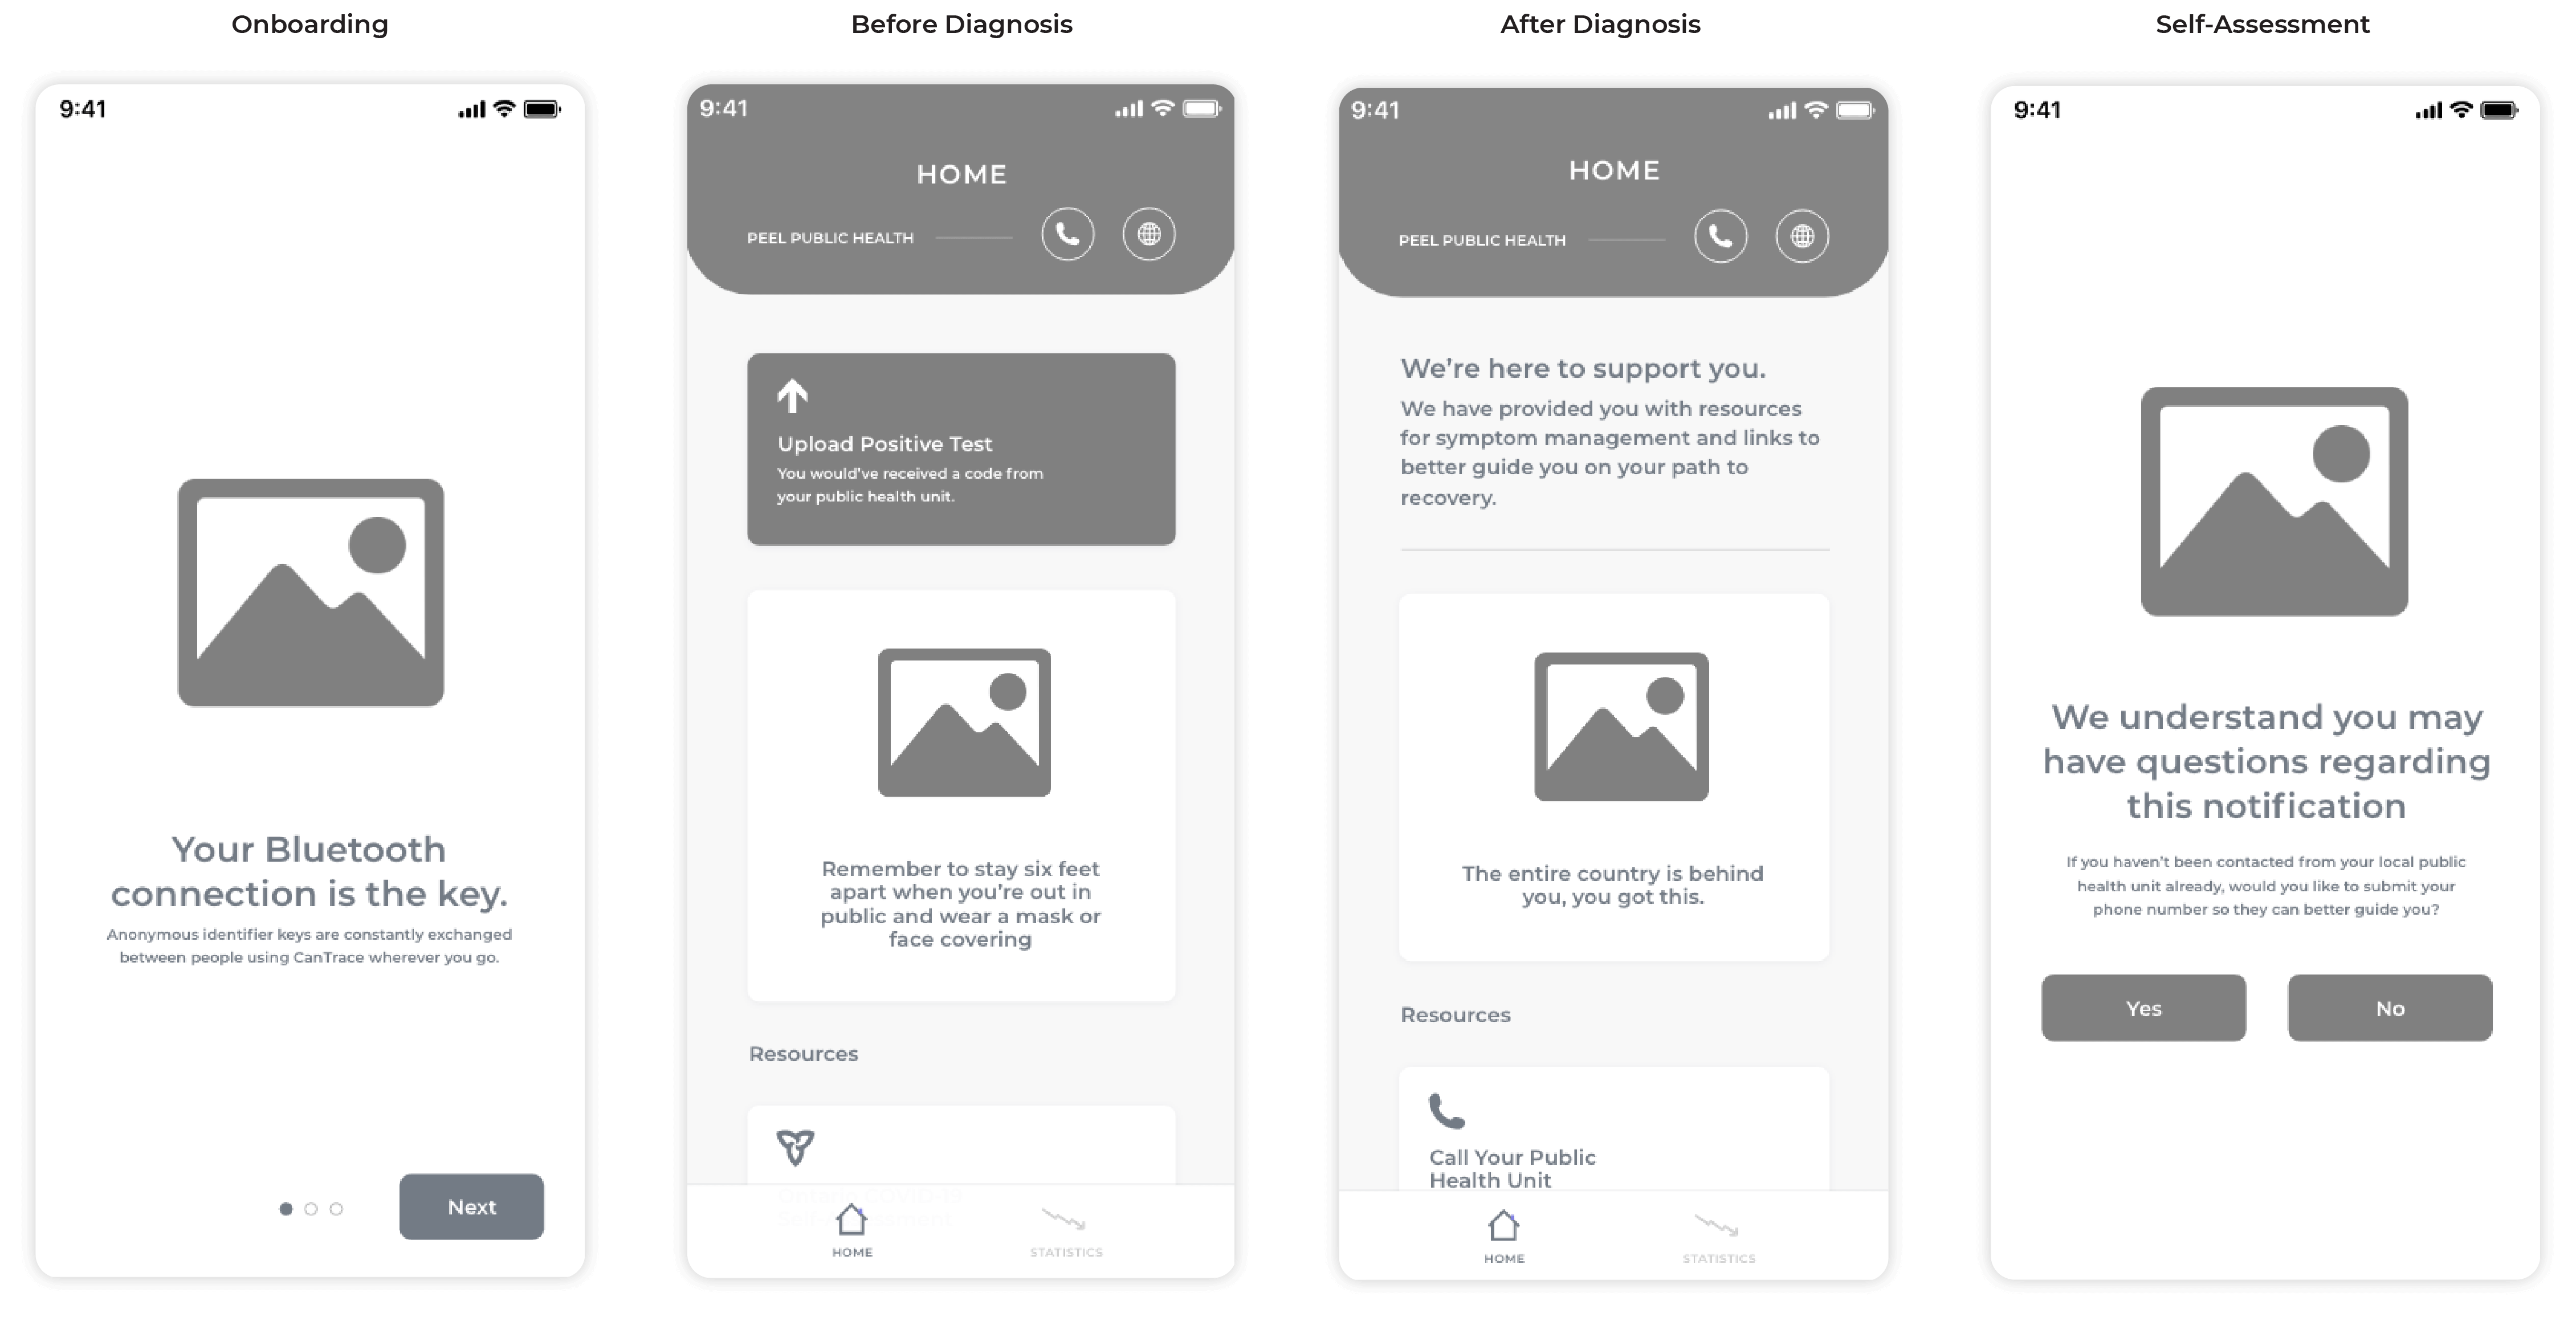 Onboarding
9:41
Your Bluetooth
connection is the key.
Anonymous identifier keys are constantly exchanged
between people using CanTrace wherever you go.
Next
Before Diagnosis
9:41
HOME
PEEL PUBLIC HEALTH
Upload Positive Test
You would've received a code from
your public health unit.
Remember to stay six feet
apart when you're out in
public and wear a mask or
face covering
Resources
Ontario COVID-19
HOME
STATISTICS
After Diagnosis
9:41
HOME
PEEL PUBLIC HEALTH
We're here to support you.
We have provided you with resources
for symptom management and links to
better guide you on your path to
recovery.
The entire country is behind
you, you got this.
Resources
Call Your Public
Health Unit
HOME
STATISTICS
Self-Assessment
9:41
We understand you may
have questions regarding
this notification
If you haven't been contacted from your local public
health unit already, would you like to submit your
phone number so they can better guide you?
Yes
No